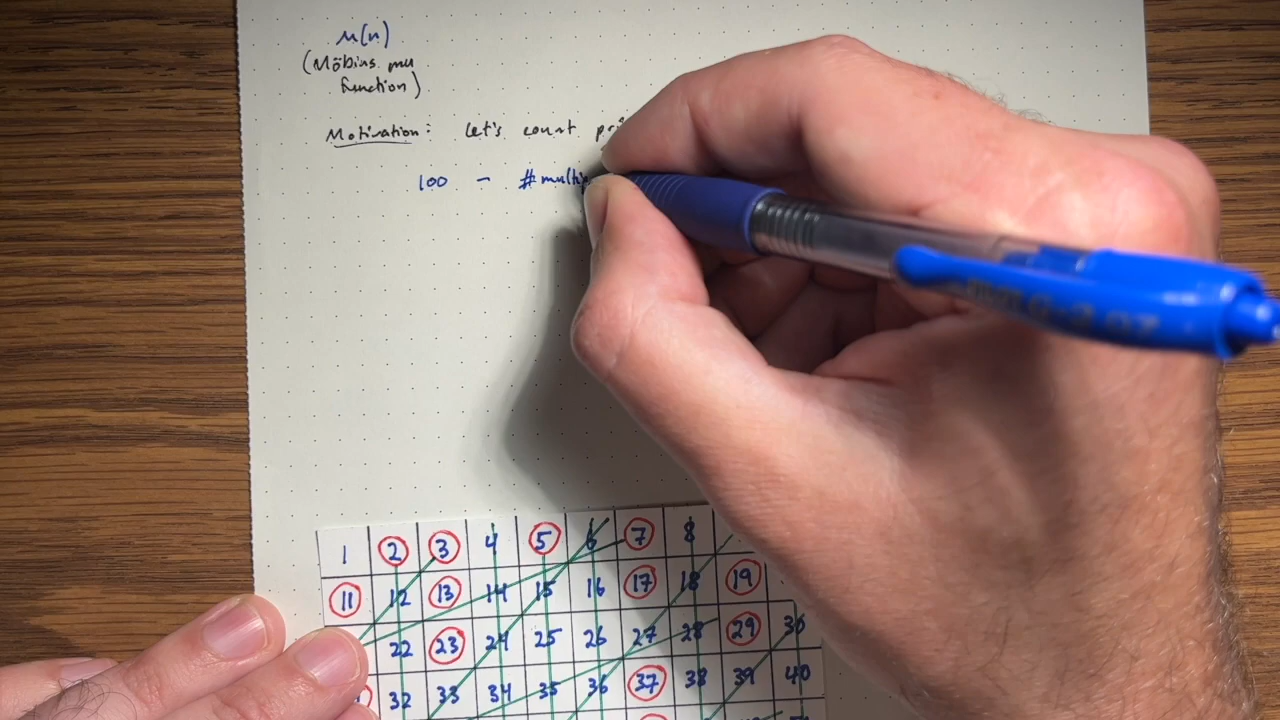 μ(n)
(Möbius mu
function)
Motivation: Let's count
100 - #
1 2 3 4 5 6 7 8
11 12 13 14 15 16 17 18 19
22 23 24 25 26 27 28 29 30
32 33 34 35 36 37 38 39 40